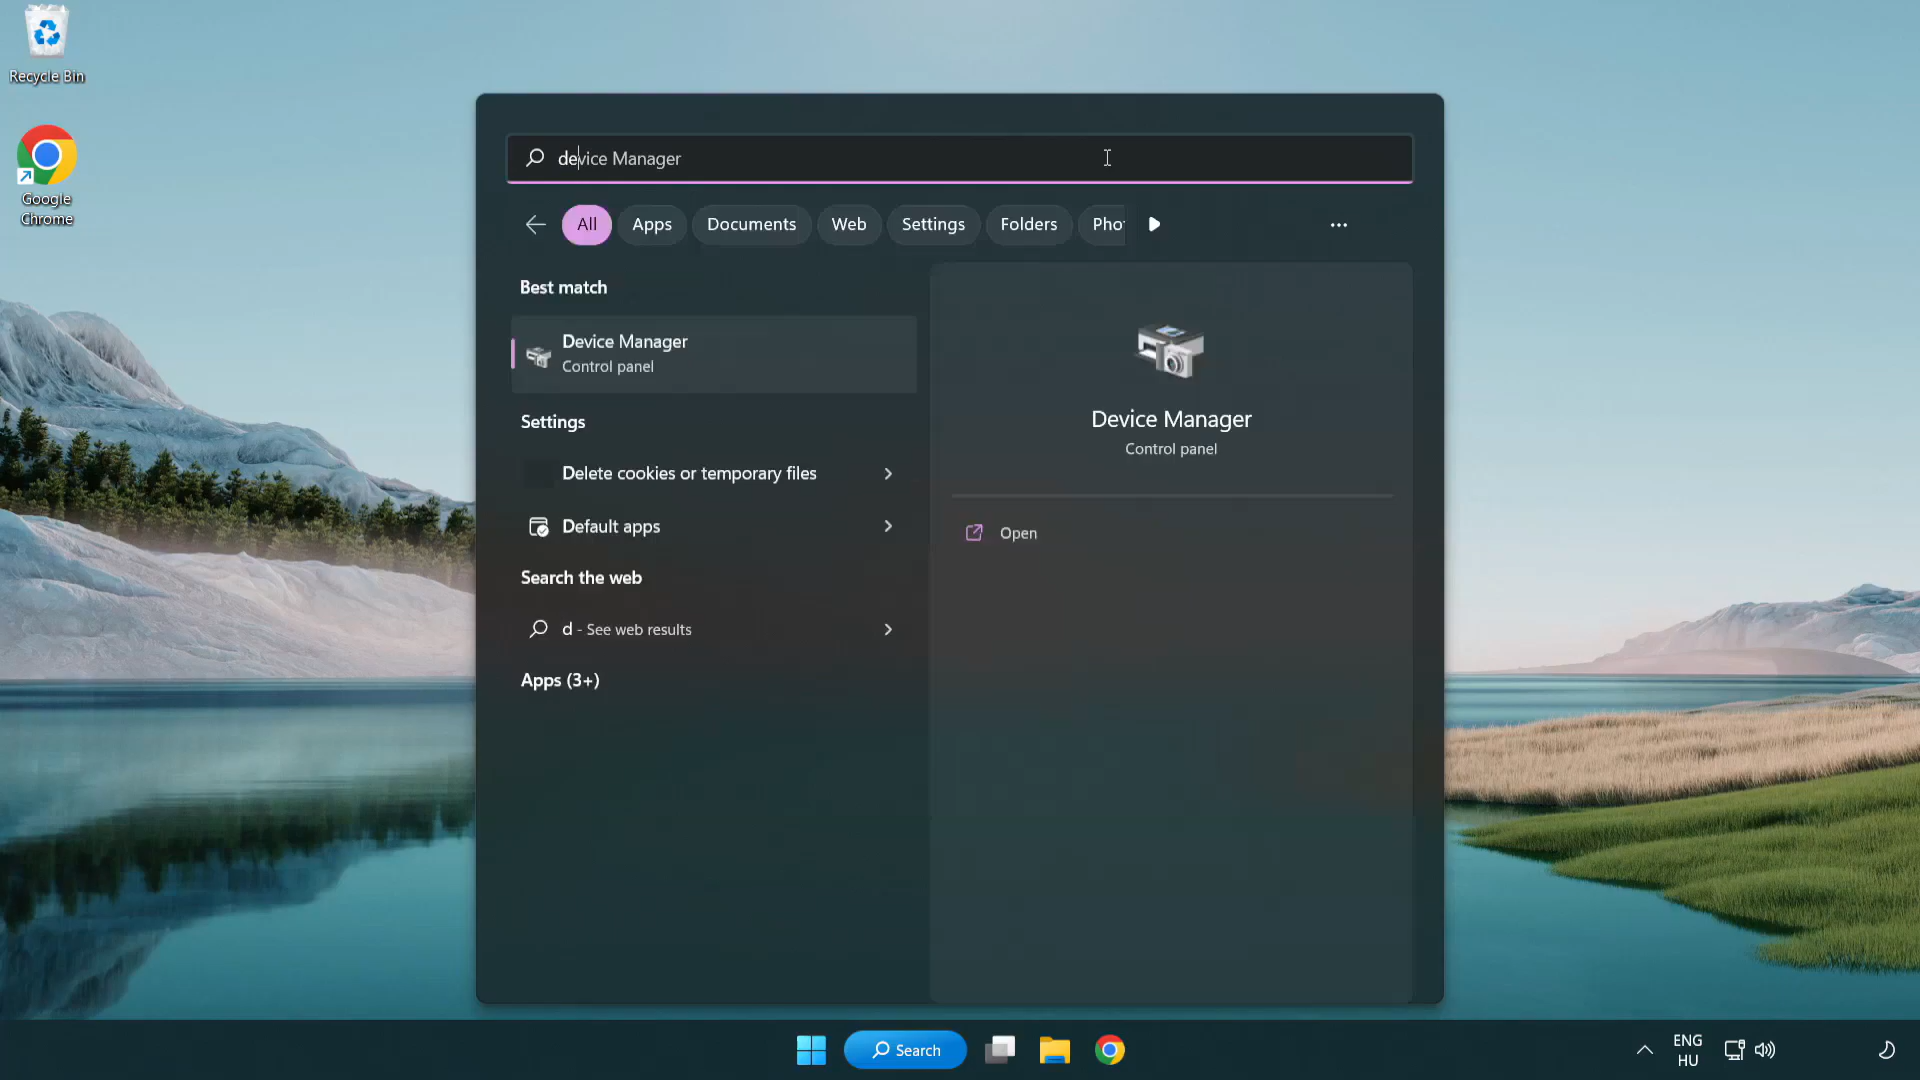 Recycle Bin
Google
Chrome
device Manager
All
Apps
Documents
Web
Settings
Folders
Pho
Best match
Device Manager
Control panel
Settings
Delete cookies or temporary files
Default apps
Search the web
d - See web results
Apps (3+)
Device Manager
Control panel
Open
Search
ENG
HU